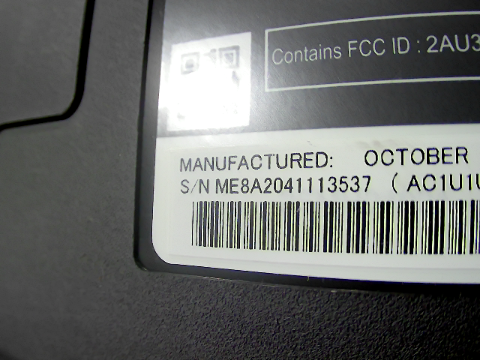 Contains FCC ID : 2AU3
MANUFACTURED: OCTOBER
S/N ME8A2041113537 ( AC1U1U